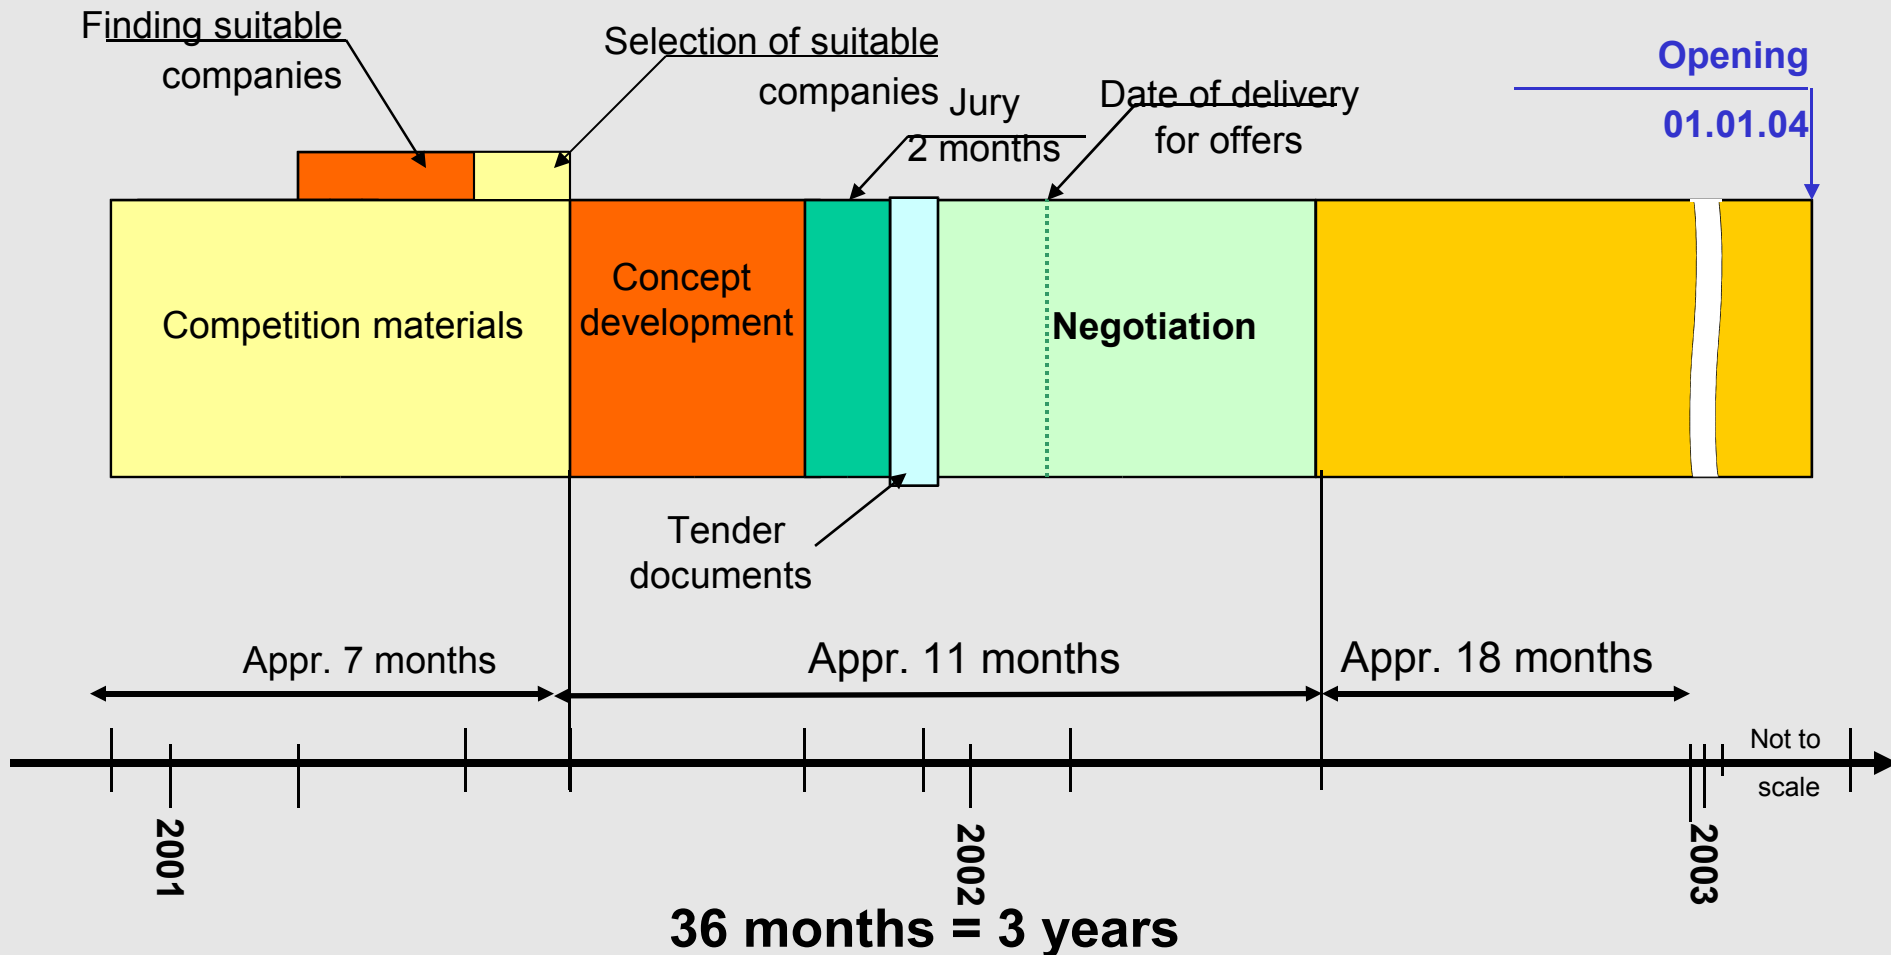 Finding suitable
companies
Selection of suitable
companies
Jury
2 months
Date of delivery
for offers
Opening
01.01.04
Competition materials
Concept
development
Negotiation
Tender
documents
Appr. 7 months
Appr. 11 months
Appr. 18 months
Not to
scale
2001
2002
2003
36 months = 3 years